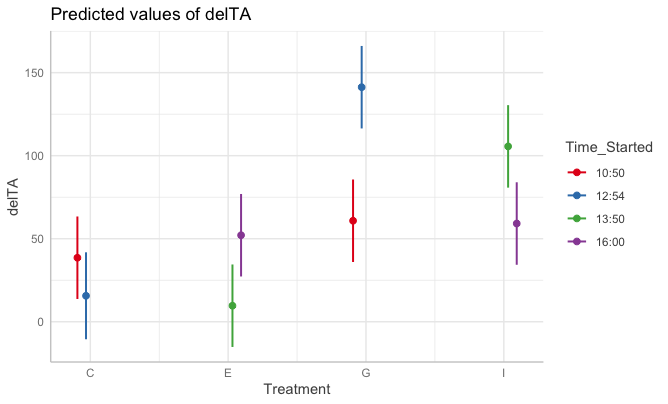 Predicted values of delTA
150
100
50
0
delTA
C E G I
Treatment
Time_Started
10:50
12:54
13:50
16:00